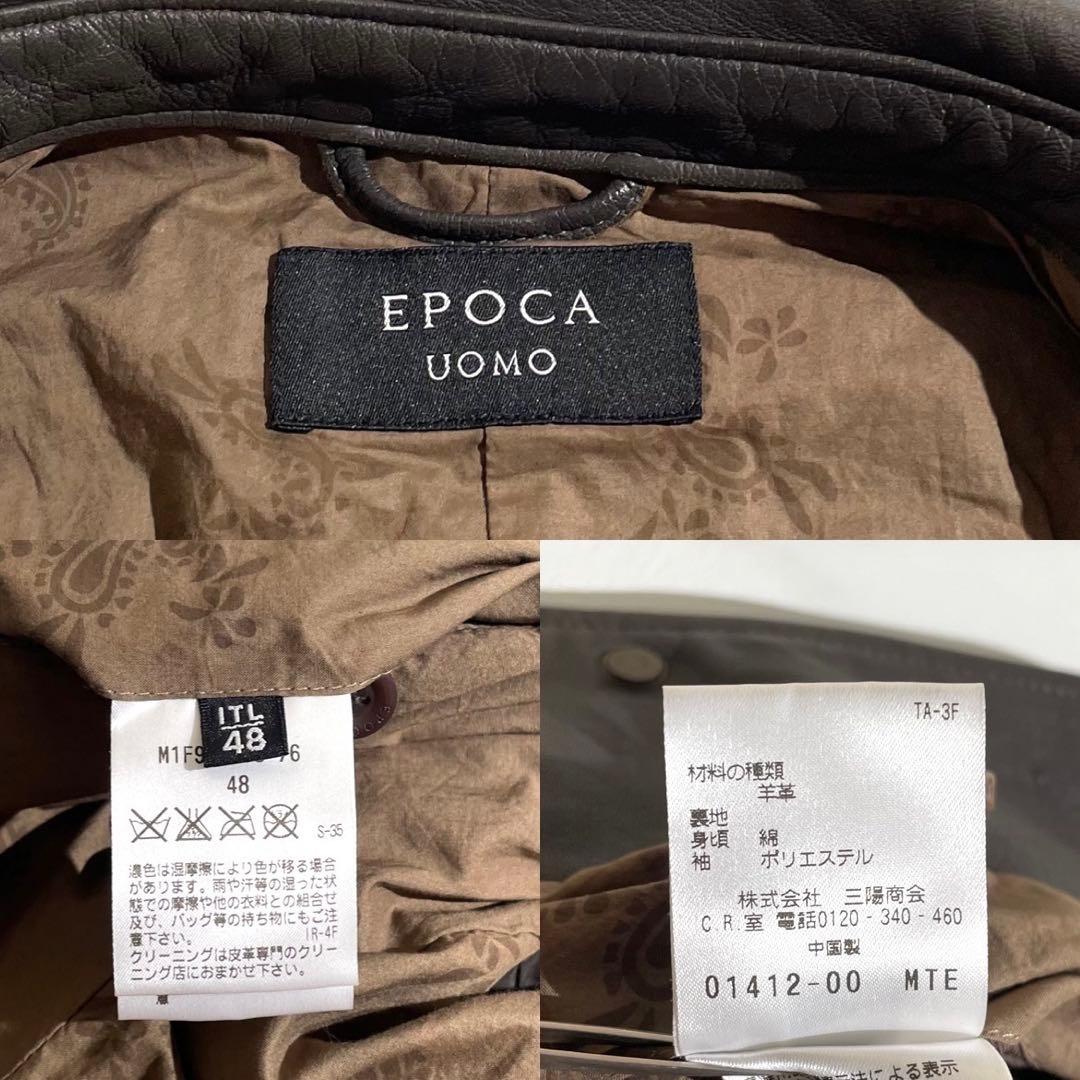 EPOCA
UOMO
ITL
48
M1F9
48
S-35
濃色は湿摩擦により色が移る場合
があります。雨や汗等の湿った状
態での摩擦や他の衣料との組合せ
及び、バッグ等の持ち物にもご注
意下さい。 IR-4F
クリーニングは皮革専門のクリー
ニング店におまかせ下さい。
意
TA-3F
材料の種類
羊革
裏地
身頃 綿
袖 ポリエステル
株式会社 三陽商会
C.R.室 電話0120-340-460
中国製
01412-00 MTE
による表示